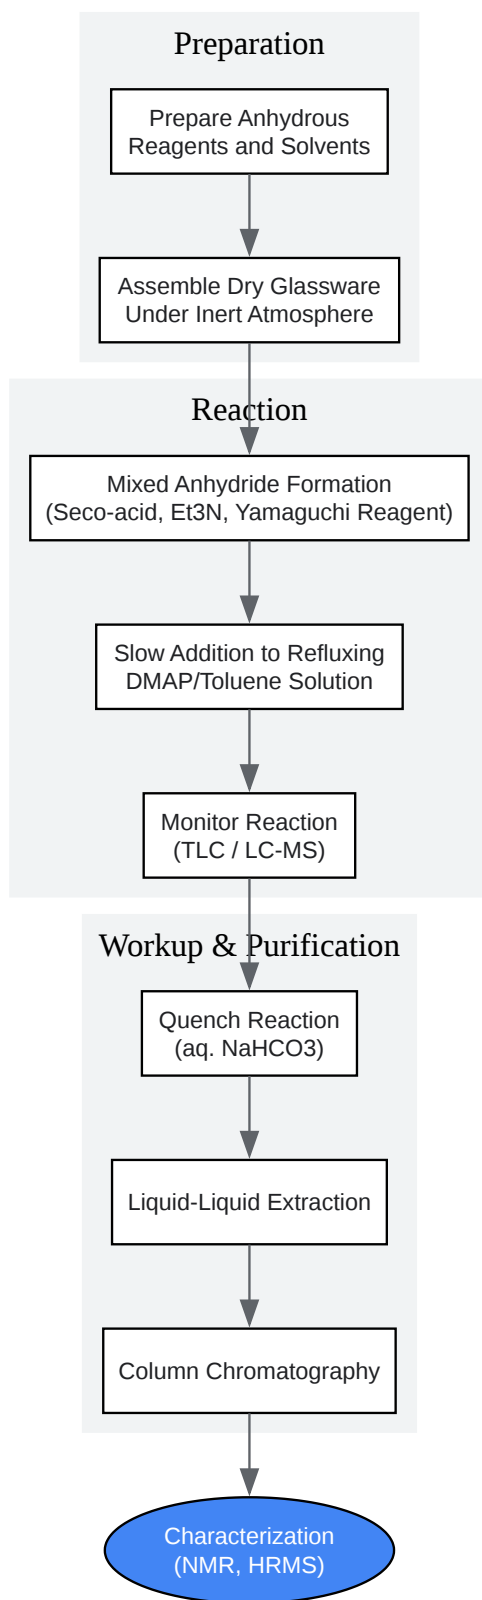 Preparation
Prepare Anhydrous
Reagents and Solvents
Assemble Dry Glassware
Under Inert Atmosphere
Reaction
Mixed Anhydride Formation
(Seco-acid, Et3N, Yamaguchi Reagent)
Slow Addition to Refluxing
DMAP/Toluene Solution
Monitor Reaction
(TLC / LC-MS)
Workup & Purification
Quench Reaction
(aq. NaHCO3)
Liquid-Liquid Extraction
Column Chromatography
Characterization
(NMR, HRMS)